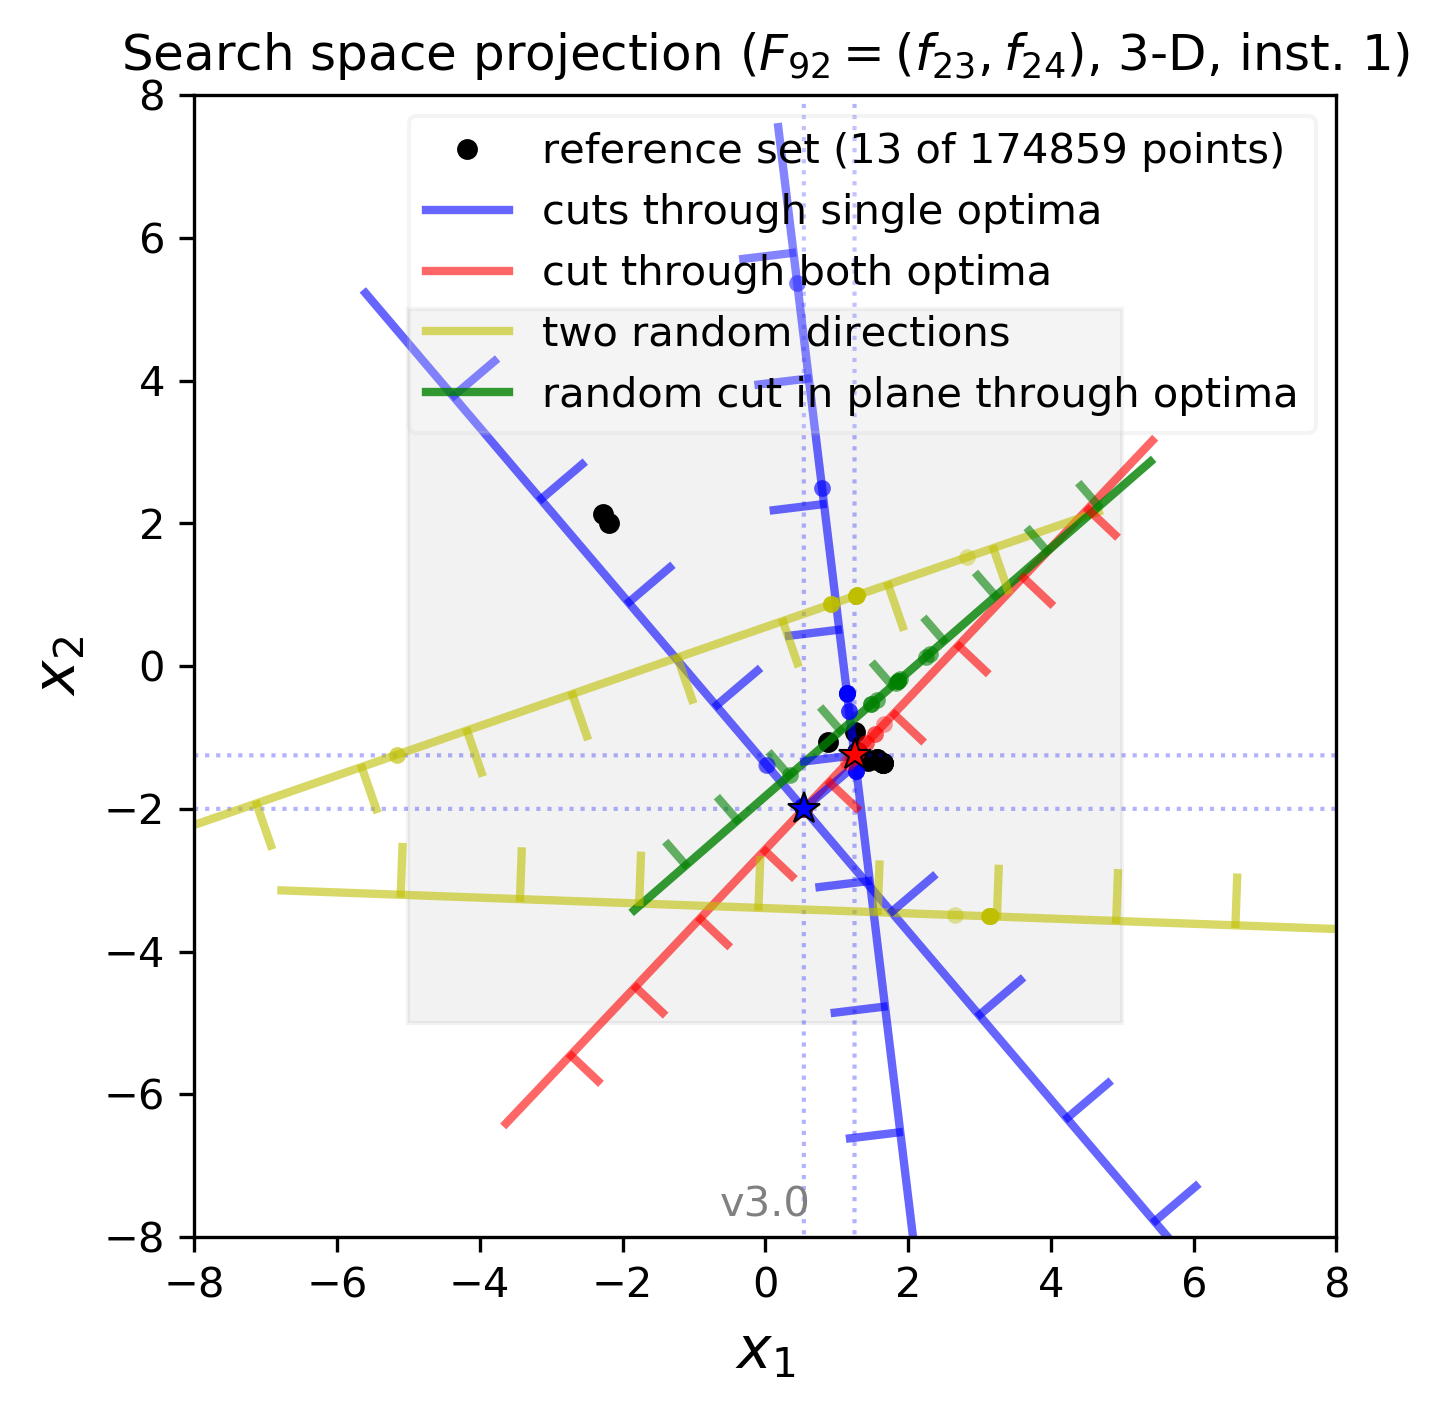 Search space projection (F92 = (f23, f24), 3-D, inst. 1)
reference set (13 of 174859 points)
cuts through single optima
cut through both optima
two random directions
random cut in plane through optima
x2
8
6
4
2
0
−2
−4
−6
−8
v3.0
−8 −6 −4 −2 0 2 4 6 8
x1